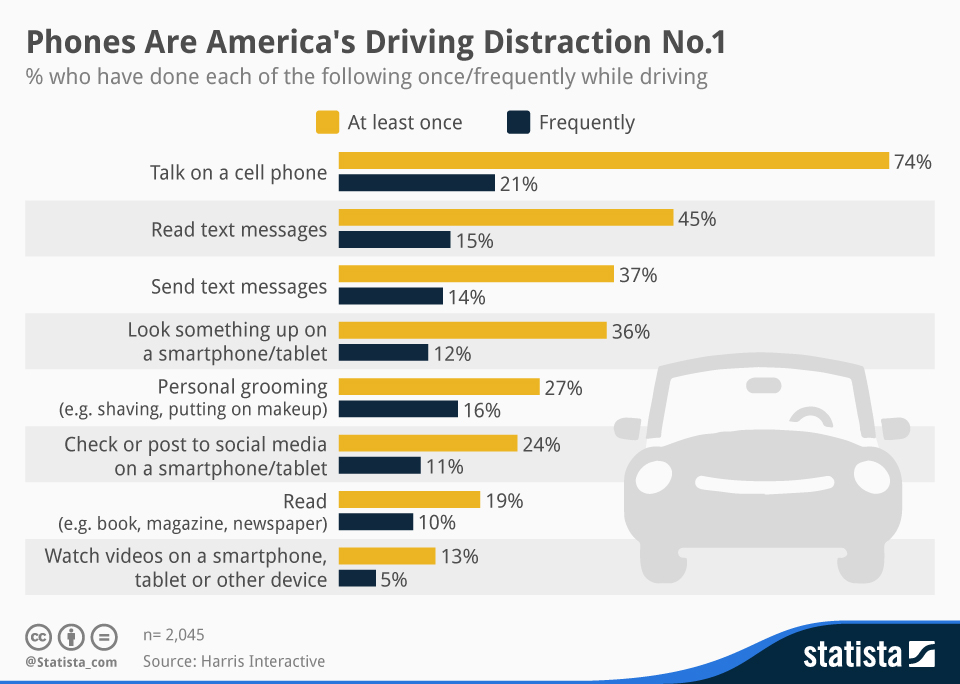 Phones Are America's Driving Distraction No.1
% who have done each of the following once/frequently while driving
At least once
Frequently
Talk on a cell phone
74%
21%
Read text messages
45%
15%
Send text messages
37%
14%
Look something up on
a smartphone/tablet
36%
12%
Personal grooming
(e.g. shaving, putting on makeup)
27%
16%
Check or post to social media
on a smartphone/tablet
24%
11%
Read
(e.g. book, magazine, newspaper)
19%
10%
Watch videos on a smartphone,
tablet or other device
13%
5%
cc
@Statista_com
n= 2,045
Source: Harris Interactive
statista